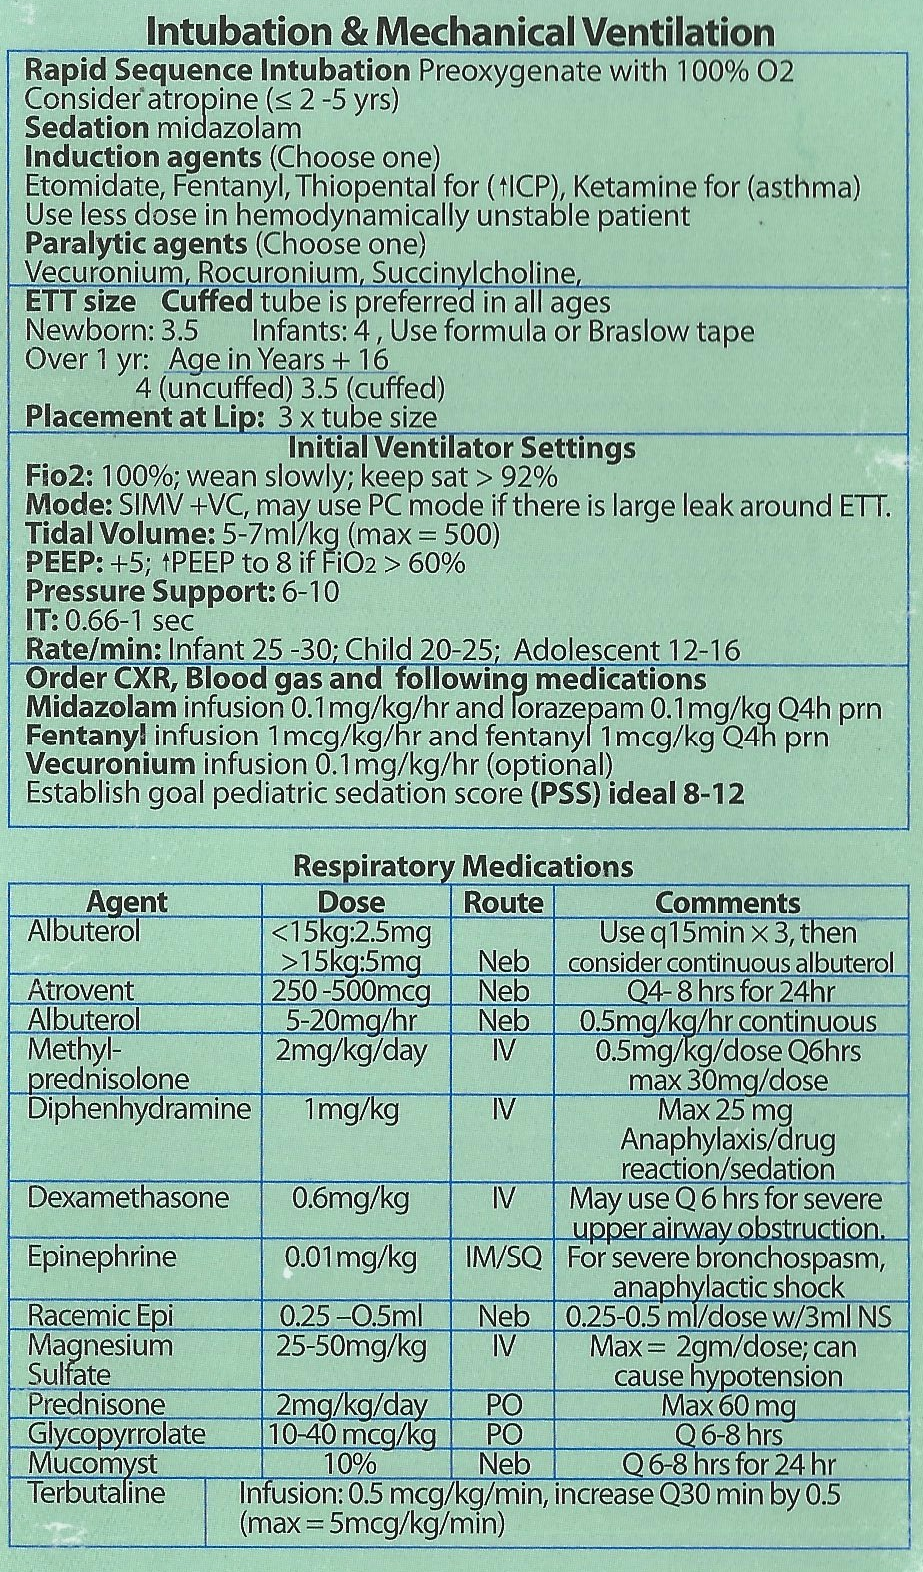 Intubation & Mechanical Ventilation
Rapid Sequence Intubation Preoxygenate with 100% O2
Consider atropine (≤ 2 -5 yrs)
Sedation midazolam
Induction agents (Choose one)
Etomidate, Fentanyl, Thiopental for (↑ICP), Ketamine for (asthma)
Use less dose in hemodynamically unstable patient
Paralytic agents (Choose one)
Vecuronium, Rocuronium, Succinylcholine,
ETT size Cuffed tube is preferred in all ages
Newborn: 3.5 Infants: 4 , Use formula or Braslow tape
Over 1 yr: Age in Years + 16
4 (uncuffed) 3.5 (cuffed)
Placement at Lip: 3 x tube size
Initial Ventilator Settings
Fio2: 100%; wean slowly; keep sat > 92%
Mode: SIMV +VC, may use PC mode if there is large leak around ETT.
Tidal Volume: 5-7ml/kg (max = 500)
PEEP: +5; ↑PEEP to 8 if FiO2 > 60%
Pressure Support: 6-10
IT: 0.66-1 sec
Rate/min: Infant 25 -30; Child 20-25; Adolescent 12-16
Order CXR, Blood gas and following medications
Midazolam infusion 0.1mg/kg/hr and lorazepam 0.1mg/kg Q4h prn
Fentanyl infusion 1mcg/kg/hr and fentanyl 1mcg/kg Q4h prn
Vecuronium infusion 0.1mg/kg/hr (optional)
Establish goal pediatric sedation score (PSS) ideal 8-12
Respiratory Medications
Agent Dose Route Comments
Albuterol <15kg:2.5mg Use q15min × 3, then
>15kg:5mg Neb consider continuous albuterol
Atrovent 250 -500mcg Neb Q4- 8 hrs for 24hr
Albuterol 5-20mg/hr Neb 0.5mg/kg/hr continuous
Methyl- 2mg/kg/day IV 0.5mg/kg/dose Q6hrs
prednisolone max 30mg/dose
Diphenhydramine 1mg/kg IV Max 25 mg
Anaphylaxis/drug
reaction/sedation
Dexamethasone 0.6mg/kg IV May use Q 6 hrs for severe
upper airway obstruction.
Epinephrine 0.01mg/kg IM/SQ For severe bronchospasm,
anaphylactic shock
Racemic Epi 0.25 –O.5ml Neb 0.25-0.5 ml/dose w/3ml NS
Magnesium 25-50mg/kg IV Max = 2gm/dose; can
Sulfate cause hypotension
Prednisone 2mg/kg/day PO Max 60 mg
Glycopyrrolate 10-40 mcg/kg PO Q 6-8 hrs
Mucomyst 10% Neb Q 6-8 hrs for 24 hr
Terbutaline Infusion: 0.5 mcg/kg/min, increase Q30 min by 0.5
(max = 5mcg/kg/min)